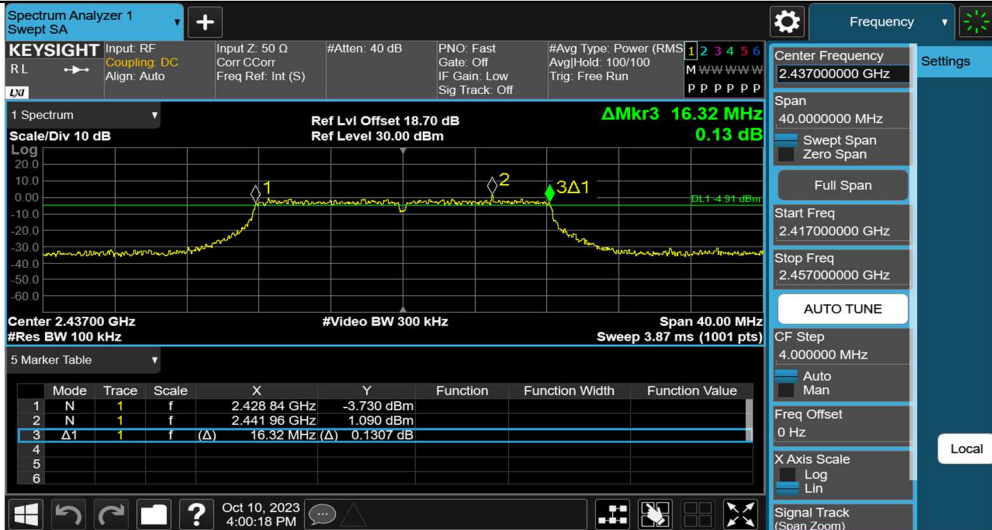 Spectrum Analyzer 1
Swept SA
+
Frequency
KEYSIGHT
RL
LXI
Input: RF
Coupling: DC
Align: Auto
Input Z: 50 Ω
Corr CCorr
Freq Ref: Int (S)
#Atten: 40 dB
PNO: Fast
Gate: Off
IF Gain: Low
Sig Track: Off
#Avg Type: Power (RMS
Avg|Hold: 100/100
Trig: Free Run
1 2 3 4 5 6
M W W W W W
P P P P P P
1 Spectrum
Scale/Div 10 dB
Ref Lvl Offset 18.70 dB
Ref Level 30.00 dBm
ΔMkr3 16.32 MHz
0.13 dB
Log
20.0
10.0
0.00
-10.0
-20.0
-30.0
-40.0
-50.0
-60.0
1
2
3Δ1
DL1 -4.91 dBm
Center 2.43700 GHz
#Res BW 100 kHz
#Video BW 300 kHz
Span 40.00 MHz
Sweep 3.87 ms (1001 pts)
5 Marker Table
Mode Trace Scale X Y Function Function Width Function Value
1 N 1 f 2.428 84 GHz -3.730 dBm
2 N 1 f 2.441 96 GHz 1.090 dBm
3 Δ1 1 f (Δ) 16.32 MHz (Δ) 0.1307 dB
4
5
6
?
Oct 10, 2023
4:00:18 PM
Center Frequency
2.437000000 GHz
Span
40.0000000 MHz
Swept Span
Zero Span
Full Span
Start Freq
2.417000000 GHz
Stop Freq
2.457000000 GHz
AUTO TUNE
CF Step
4.000000 MHz
Auto
Man
Freq Offset
0 Hz
X Axis Scale
Log
Lin
Signal Track
(Span Zoom)
Settings
Local